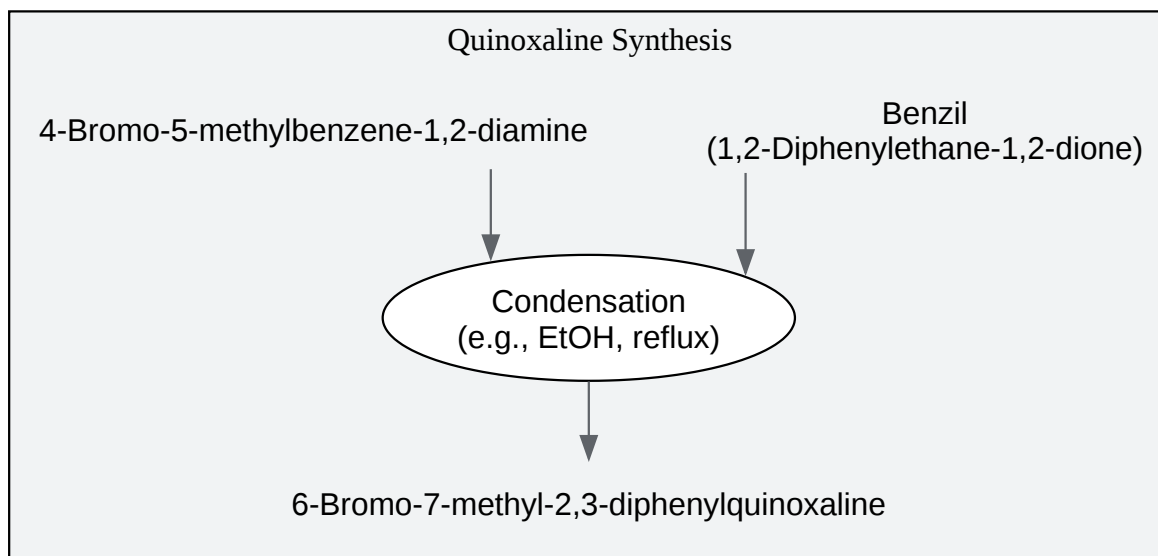 Quinoxaline Synthesis
4-Bromo-5-methylbenzene-1,2-diamine
Benzil
(1,2-Diphenylethane-1,2-dione)
Condensation
(e.g., EtOH, reflux)
6-Bromo-7-methyl-2,3-diphenylquinoxaline